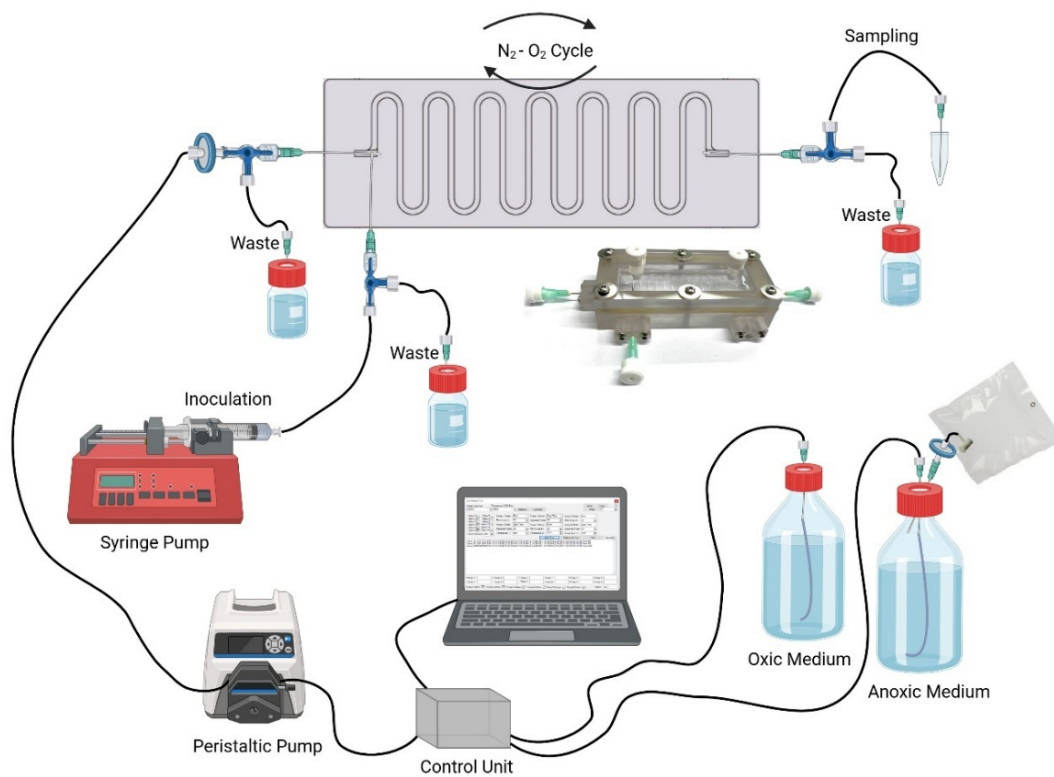 N₂- O₂ Cycle
Sampling
Waste
Waste
Waste
Inoculation
Syringe Pump
Oxic Medium
Anoxic Medium
Peristaltic Pump
Control Unit